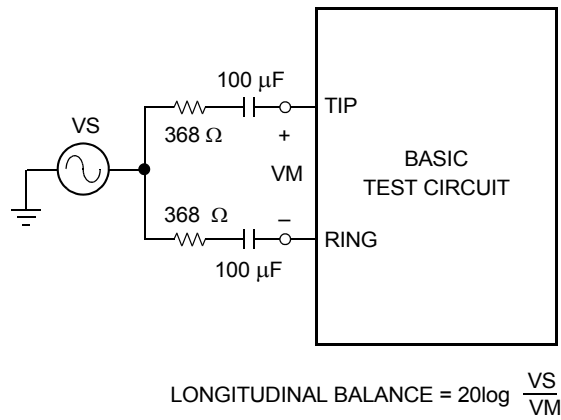 100 μF
TIP
VS
368 Ω
+
VM
BASIC
TEST CIRCUIT
368 Ω
–
RING
100 μF
LONGITUDINAL BALANCE = 20log VS
VM